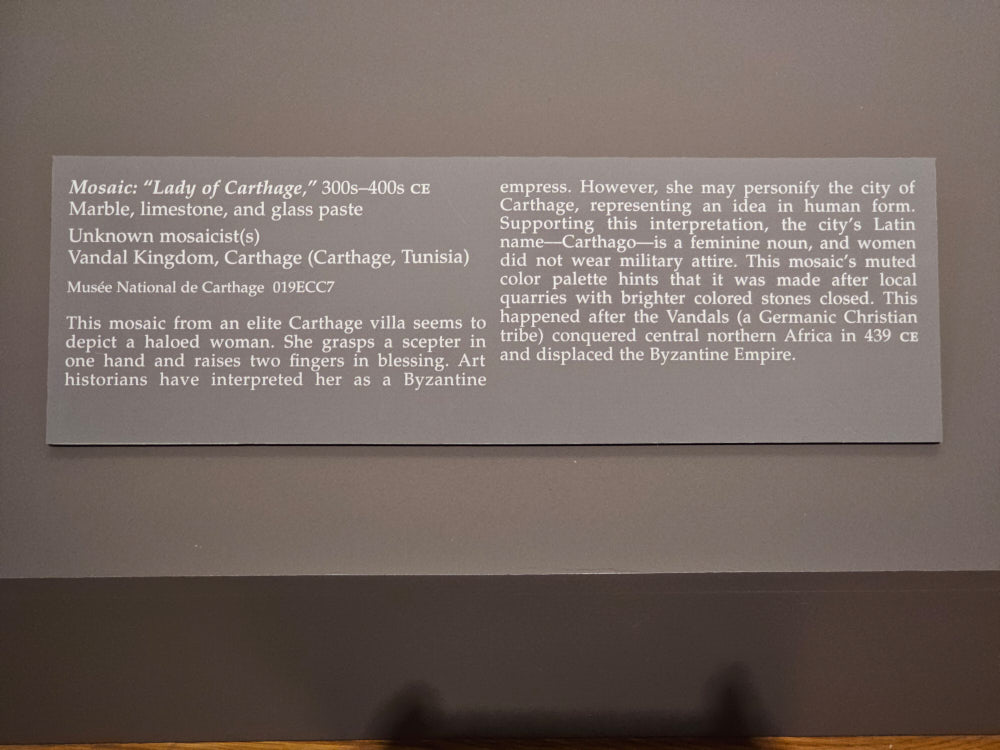 Mosaic: “Lady of Carthage,” 300s–400s CE
Marble, limestone, and glass paste
Unknown mosaicist(s)
Vandal Kingdom, Carthage (Carthage, Tunisia)
Musée National de Carthage 019ECC7
This mosaic from an elite Carthage villa seems to
depict a haloed woman. She grasps a scepter in
one hand and raises two fingers in blessing. Art
historians have interpreted her as a Byzantine
empress. However, she may personify the city of
Carthage, representing an idea in human form.
Supporting this interpretation, the city’s Latin
name—Carthago—is a feminine noun, and women
did not wear military attire. This mosaic’s muted
color palette hints that it was made after local
quarries with brighter colored stones closed. This
happened after the Vandals (a Germanic Christian
tribe) conquered central northern Africa in 439 CE
and displaced the Byzantine Empire.